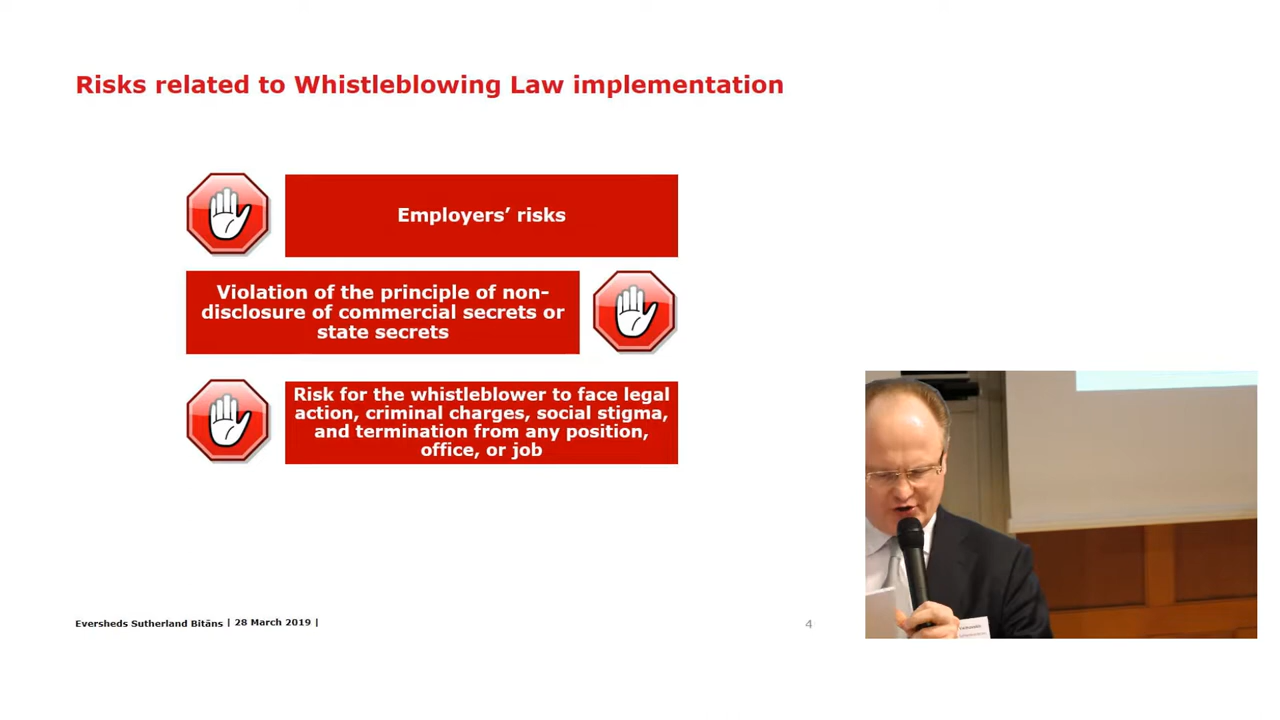 Risks related to Whistleblowing Law implementation
Employers’ risks
Violation of the principle of non-
disclosure of commercial secrets or
state secrets
Risk for the whistleblower to face legal
action, criminal charges, social stigma,
and termination from any position,
office, or job
Eversheds Sutherland Bitāns | 28 March 2019 |
4